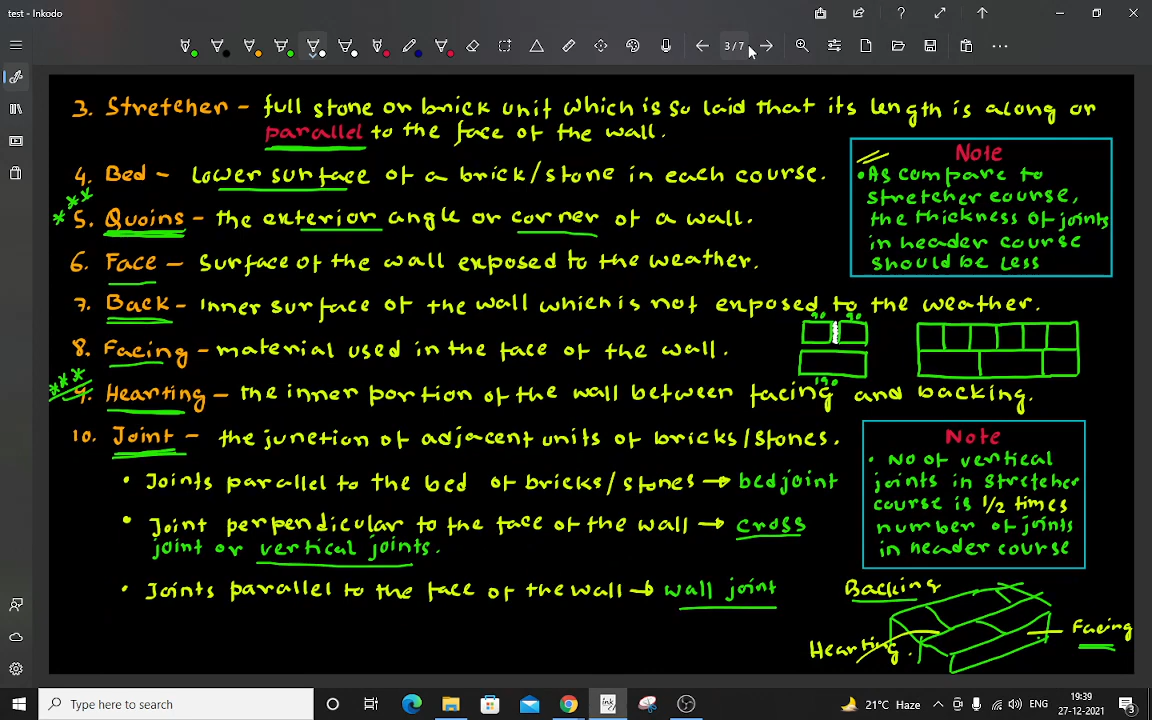 test - Inkodo
3/7
3. Stretcher - full stone or brick unit which is so laid that its length is along or
parallel to the face of the wall.
4. Bed - Lower surface of a brick/stone in each course.
*** 5. Quoins - the exterior angle or corner of a wall.
6. Face - surface of the wall exposed to the weather.
7. Back - Inner surface of the wall which is not exposed to the weather.
8. Facing - material used in the face of the wall.
*** 9. Hearting - the inner portion of the wall between facing and backing.
10. Joint - the junction of adjacent units of bricks/stones.
• Joints parallel to the bed of bricks/stones → bed joint
• Joint perpendicular to the face of the wall → cross
joint or vertical joints.
• Joints parallel to the face of the wall → wall joint
Note
• As compare to
stretcher course,
the thickness of joints
in header course
should be less
90 90
190
Note
• No of vertical
joints in stretcher
course is 1/2 times
number of joints
in header course
Backing
Facing
Hearting
Type here to search
21°C Haze
ENG
19:39
27-12-2021
3